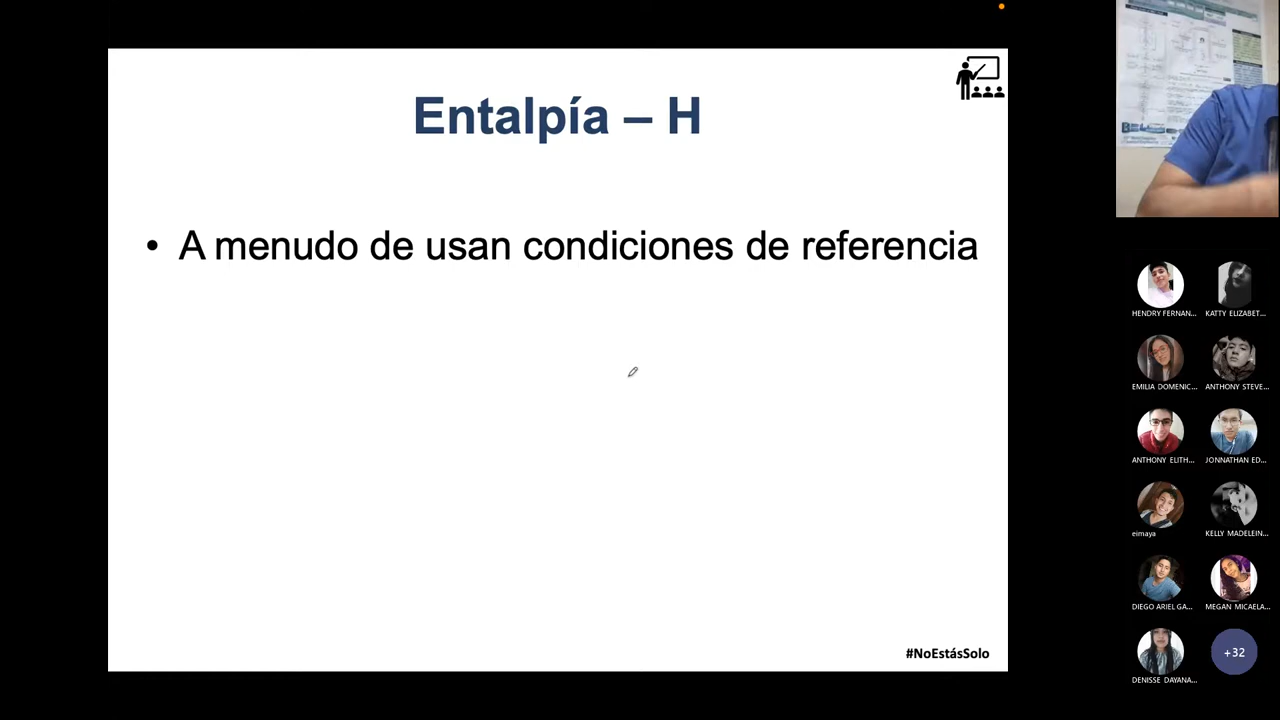 Entalpía – H
• A menudo de usan condiciones de referencia
#NoEstásSolo
HENDRY FERNAN...
KATTY ELIZABET...
EMILIA DOMENIC...
ANTHONY STEVE...
ANTHONY ELITH...
JONNATHAN ED...
eimaya
KELLY MADELEIN...
DIEGO ARIEL GA...
MEGAN MICAELA...
DENISSE DAYANA...
+32